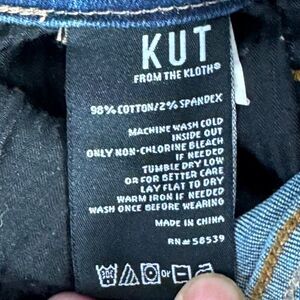 KUT
FROM THE KLOTH®
98% COTTON/2% SPANDEX
MACHINE WASH COLD
INSIDE OUT
ONLY NON-CHLORINE BLEACH
IF NEEDED
TUMBLE DRY LOW
OR FOR BETTER CARE
LAY FLAT TO DRY
WARM IRON IF NEEDED
WASH ONCE BEFORE WEARING
MADE IN CHINA
RN#58539
OR